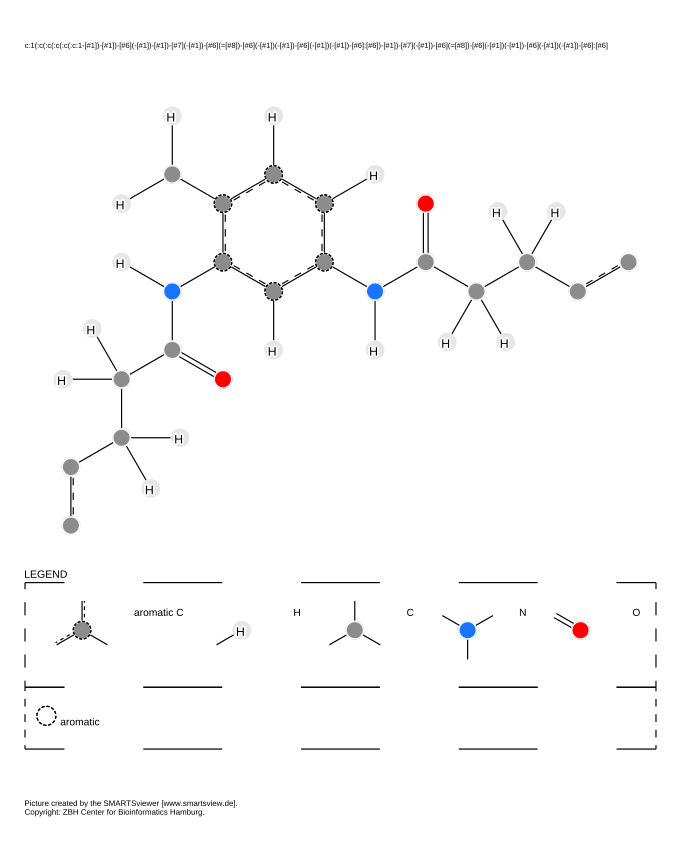 c:1(:c(:c(:c(:c(:c:1-[#1])-[#1])-[#6](-[#1])-[#1])-[#7](-[#1])-[#6](=[#8])-[#6](-[#1])(-[#1])-[#6](-[#1])(-[#1])-[#6]:[#6])-[#1])-[#7](-[#1])-[#6](=[#8])-[#6](-[#1])(-[#1])-[#6](-[#1])(-[#1])-[#6]:[#6]
H H
H H
H H H
H H H
H H H H
H
H
H
LEGEND
aromatic C H C N O
H
aromatic
Picture created by the SMARTSviewer [www.smartsview.de].
Copyright: ZBH Center for Bioinformatics Hamburg.